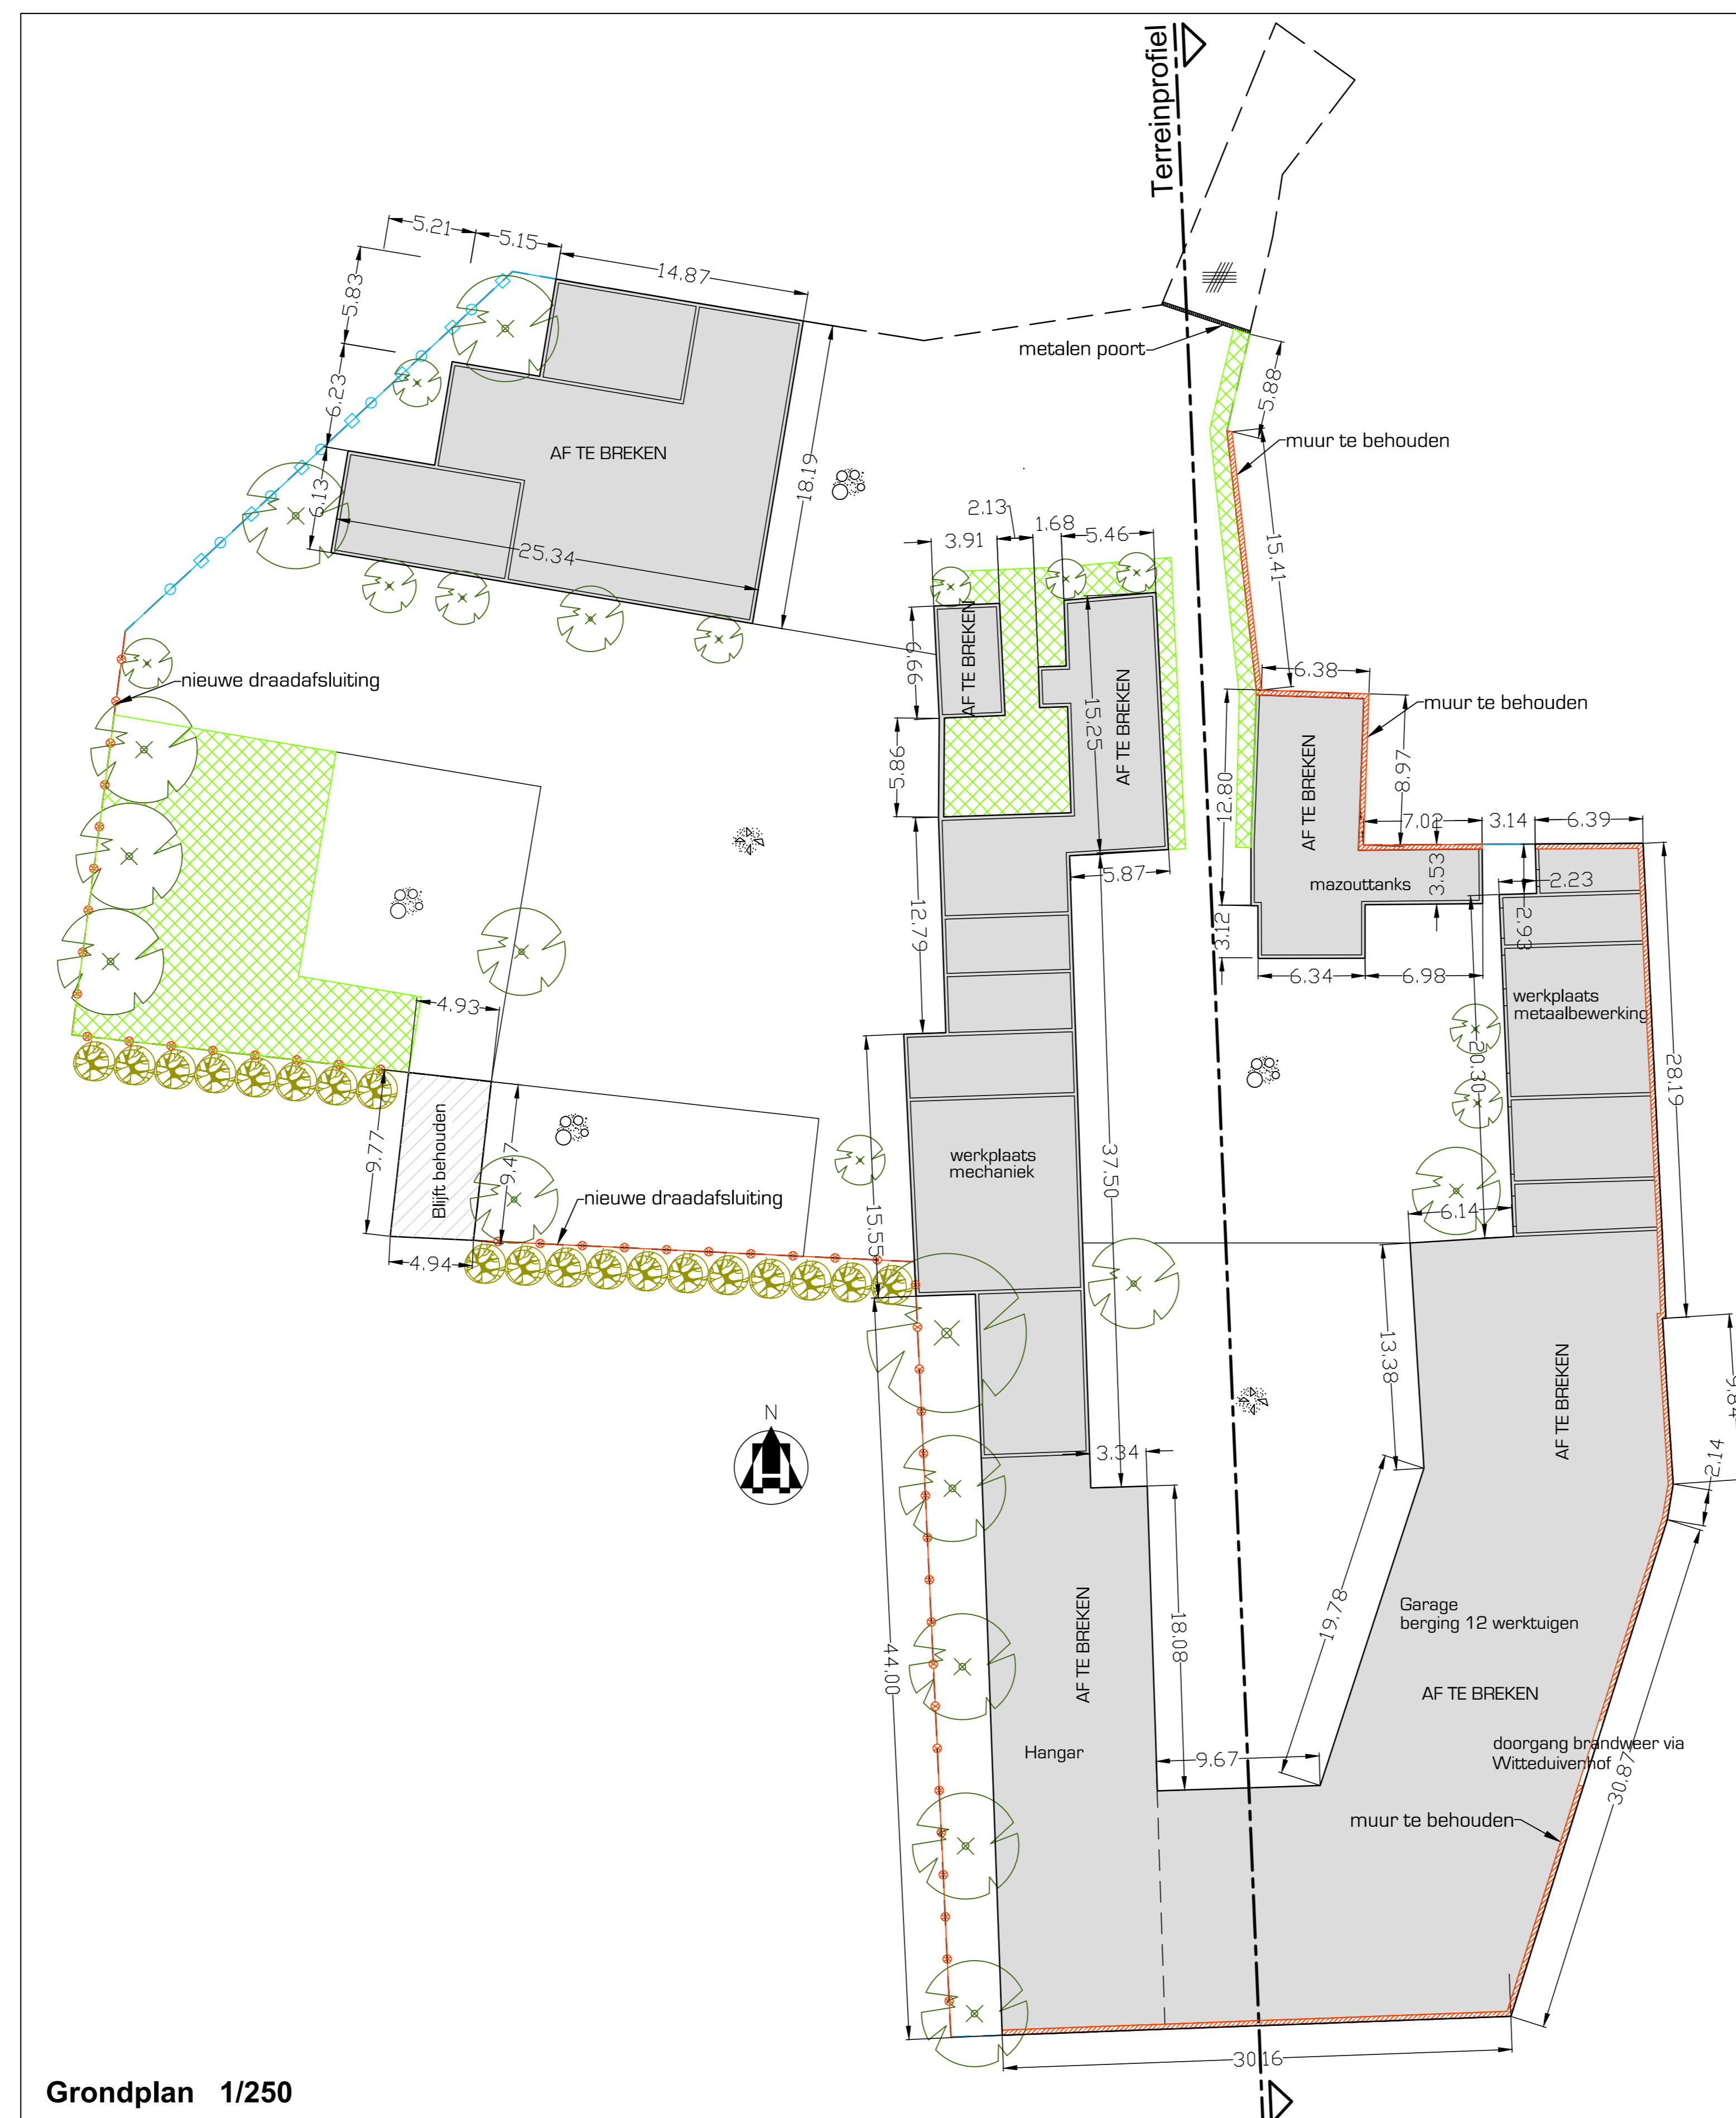 Terreinprofiel
5.21
5.15
14.87
5.83
6.23
6.13
AF TE BREKEN
18.19
25.34
metalen poort
5.88
muur te behouden
15.41
2.13
1.68
3.91
5.46
AF TE BREKEN
6.66
AF TE BREKEN
15.25
5.98
nieuwe draadafsluiting
6.38
muur te behouden
12.80
AF TE BREKEN
8.97
7.02
3.14
6.39
mazouttanks
3.53
2.23
2.93
3.12
6.34
6.98
5.87
12.79
werkplaats
metaalbewerking
20.30
28.19
4.93
9.77
Blijft behouden
9.47
4.94
nieuwe draadafsluiting
werkplaats
mechaniek
15.55
37.50
6.14
13.38
AF TE BREKEN
9.84
2.14
N
3.34
44.00
AF TE BREKEN
18.08
19.78
Garage
berging 12 werktuigen
AF TE BREKEN
Hangar
9.67
doorgang brandweer via
Witteduivenhof
30.87
muur te behouden
30.16
Grondplan 1/250